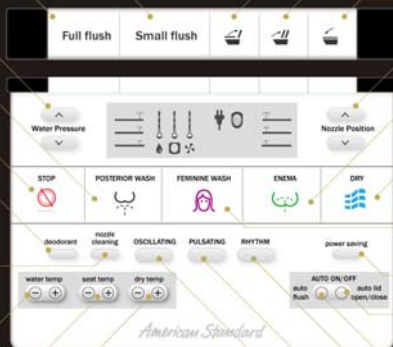 Full flush Small flush
Water Pressure
Nozzle Position
STOP POSTERIOR WASH FEMININE WASH ENEMA DRY
deodorant nozzle cleaning OSCILLATING PULSATING RHYTHM power saving
water temp seat temp dry temp
AUTO ON/OFF
auto flush auto lid open/close
American Standard